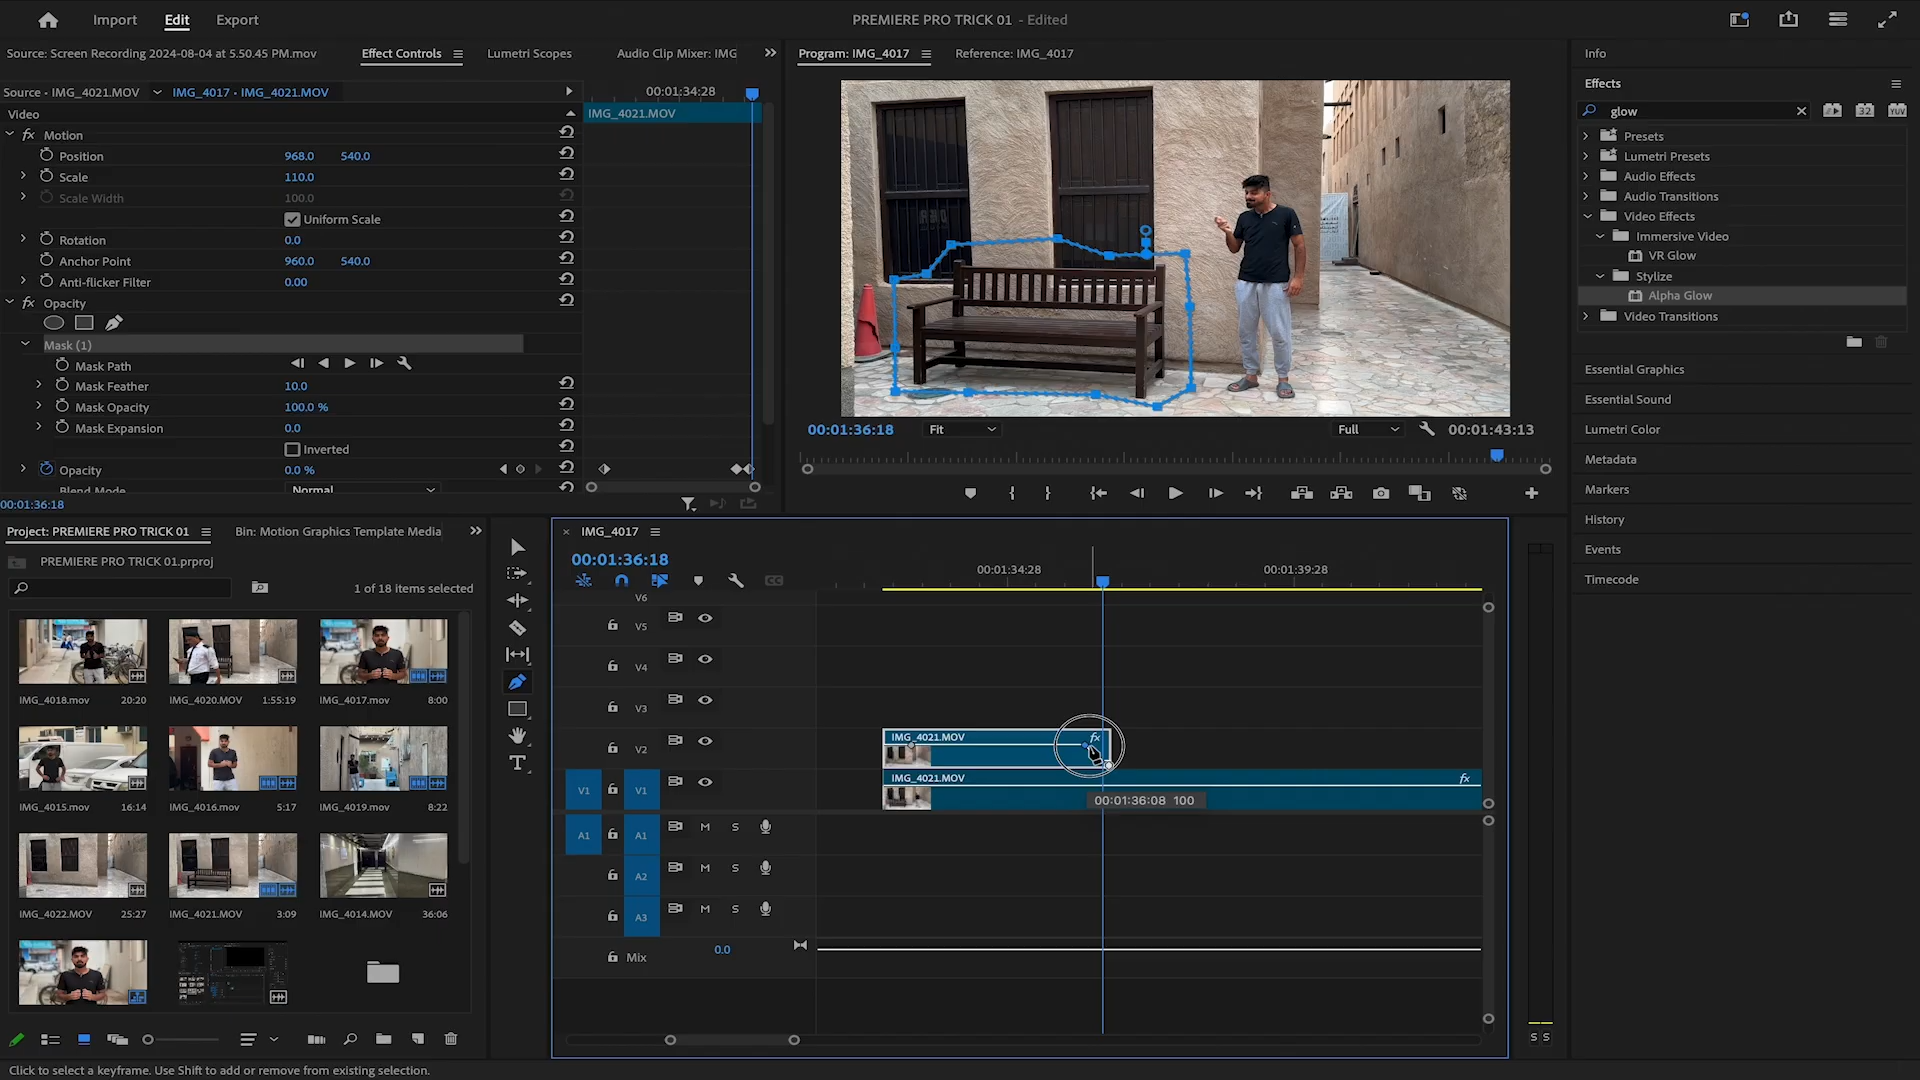 Import Edit Export
PREMIERE PRO TRICK 01 - Edited
Source: Screen Recording 2024-08-04 at 5.50.45 PM.mov
Effect Controls
Lumetri Scopes
Audio Clip Mixer: IMG
Source - IMG_4021.MOV
IMG_4017 • IMG_4021.MOV
00:01:34:28
Video
IMG_4021.MOV
fx Motion
Position 968.0 540.0
Scale 110.0
Scale Width 100.0
Uniform Scale
Rotation 0.0
Anchor Point 960.0 540.0
Anti-flicker Filter 0.00
fx Opacity
Mask (1)
Mask Path
Mask Feather 10.0
Mask Opacity 100.0 %
Mask Expansion 0.0
Inverted
Opacity 0.0 %
Blend Mode Normal
00:01:36:18
Program: IMG_4017
Reference: IMG_4017
00:01:36:18 Fit Full 00:01:43:13
Info
Effects
glow
32 YUV
Presets
Lumetri Presets
Audio Effects
Audio Transitions
Video Effects
Immersive Video
VR Glow
Stylize
Alpha Glow
Video Transitions
Essential Graphics
Essential Sound
Lumetri Color
Metadata
Markers
History
Events
Timecode
Project: PREMIERE PRO TRICK 01
Bin: Motion Graphics Template Media
PREMIERE PRO TRICK 01.prproj
1 of 18 items selected
IMG_4018.mov 20:20
IMG_4020.MOV 1:55:19
IMG_4017.mov 8:00
IMG_4015.mov 16:14
IMG_4016.mov 5:17
IMG_4019.mov 8:22
IMG_4022.MOV 25:27
IMG_4021.MOV 3:09
IMG_4014.MOV 36:06
T
× IMG_4017
00:01:36:18
CC
00:01:34:28 00:01:39:28
V6
V5
V4
V3
V2
IMG_4021.MOV fx
V1 V1
IMG_4021.MOV fx
00:01:36:08 100
A1 A1 M S
A2 M S
A3 M S
Mix 0.0
S S
Click to select a keyframe. Use Shift to add or remove from existing selection.